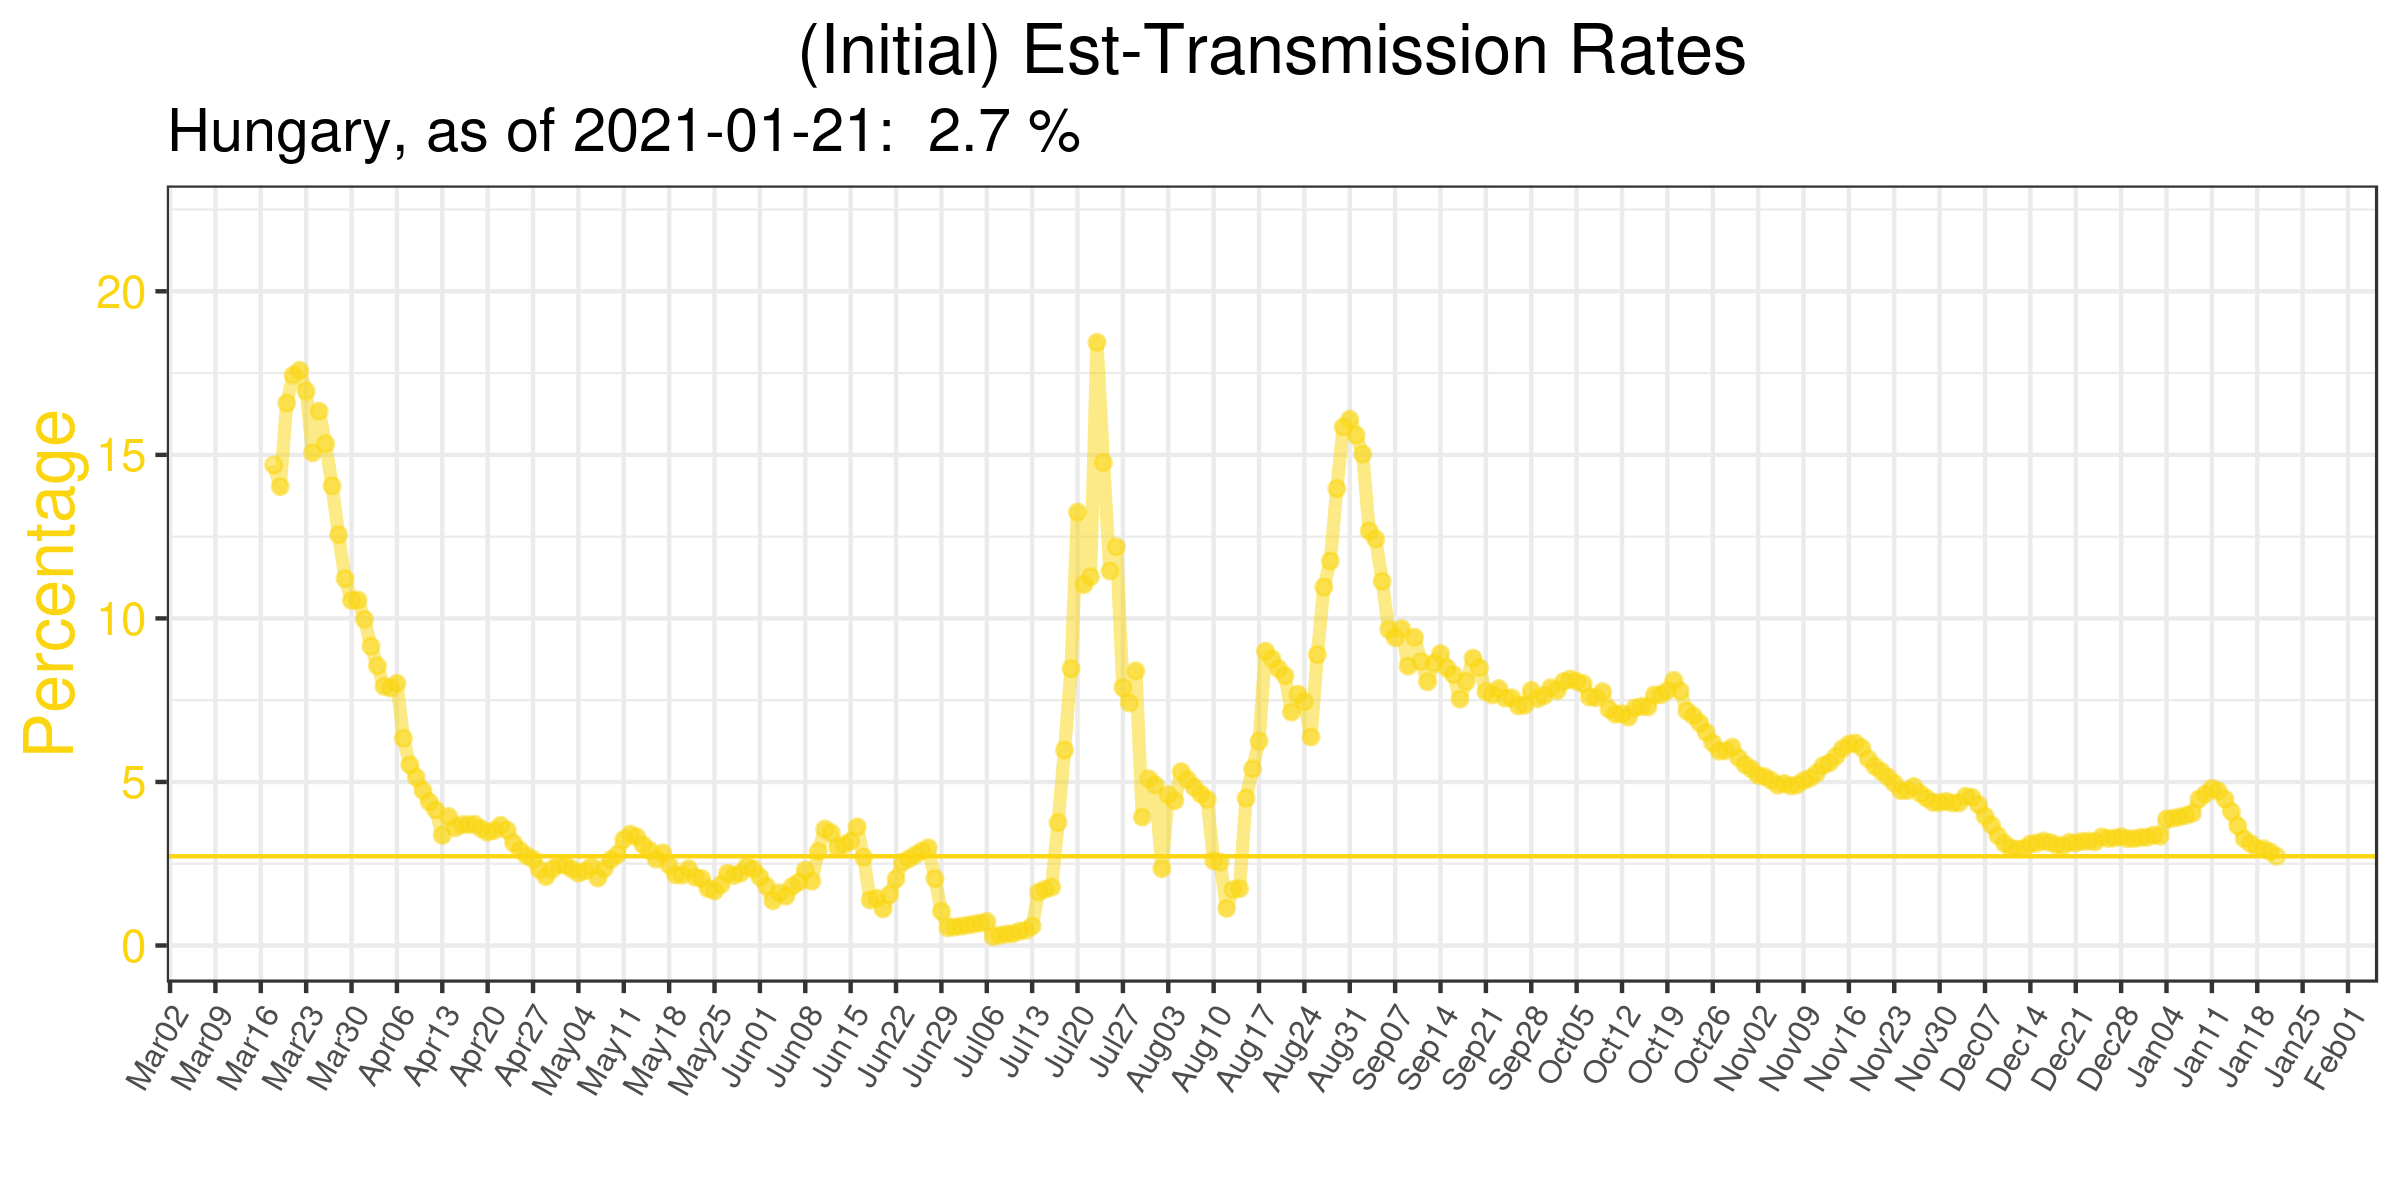 (Initial) Est-Transmission Rates
Hungary, as of 2021-01-21:  2.7 %
Percentage
20
15
10
5
0
Mar02
Mar09
Mar16
Mar23
Mar30
Apr06
Apr13
Apr20
Apr27
May04
May11
May18
May25
Jun01
Jun08
Jun15
Jun22
Jun29
Jul06
Jul13
Jul20
Jul27
Aug03
Aug10
Aug17
Aug24
Aug31
Sep07
Sep14
Sep21
Sep28
Oct05
Oct12
Oct19
Oct26
Nov02
Nov09
Nov16
Nov23
Nov30
Dec07
Dec14
Dec21
Dec28
Jan04
Jan11
Jan18
Jan25
Feb01